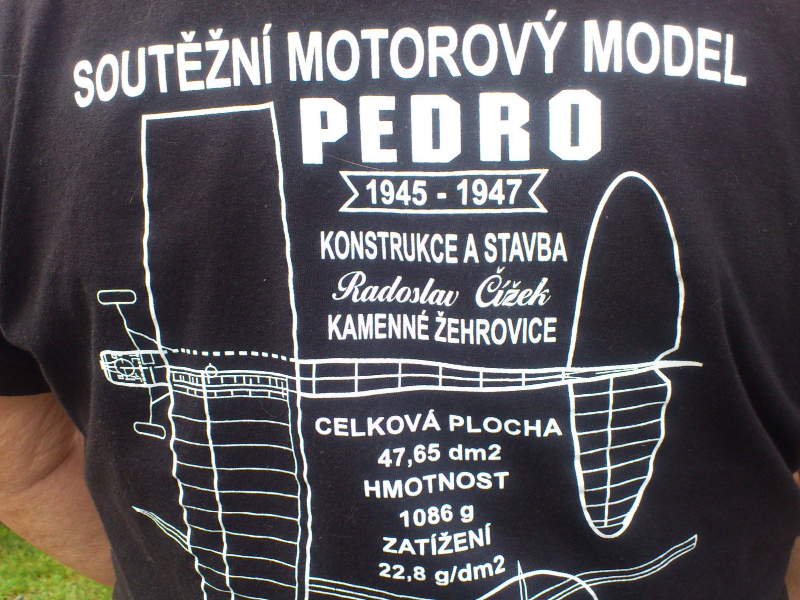 SOUTĚŽNÍ MOTOROVÝ MODEL
PEDRO
1945 - 1947
KONSTRUKCE A STAVBA
Radoslav Čížek
KAMENNÉ ŽEHROVICE
CELKOVÁ PLOCHA
47,65 dm2
HMOTNOST
1086 g
ZATÍŽENÍ
22,8 g/dm2